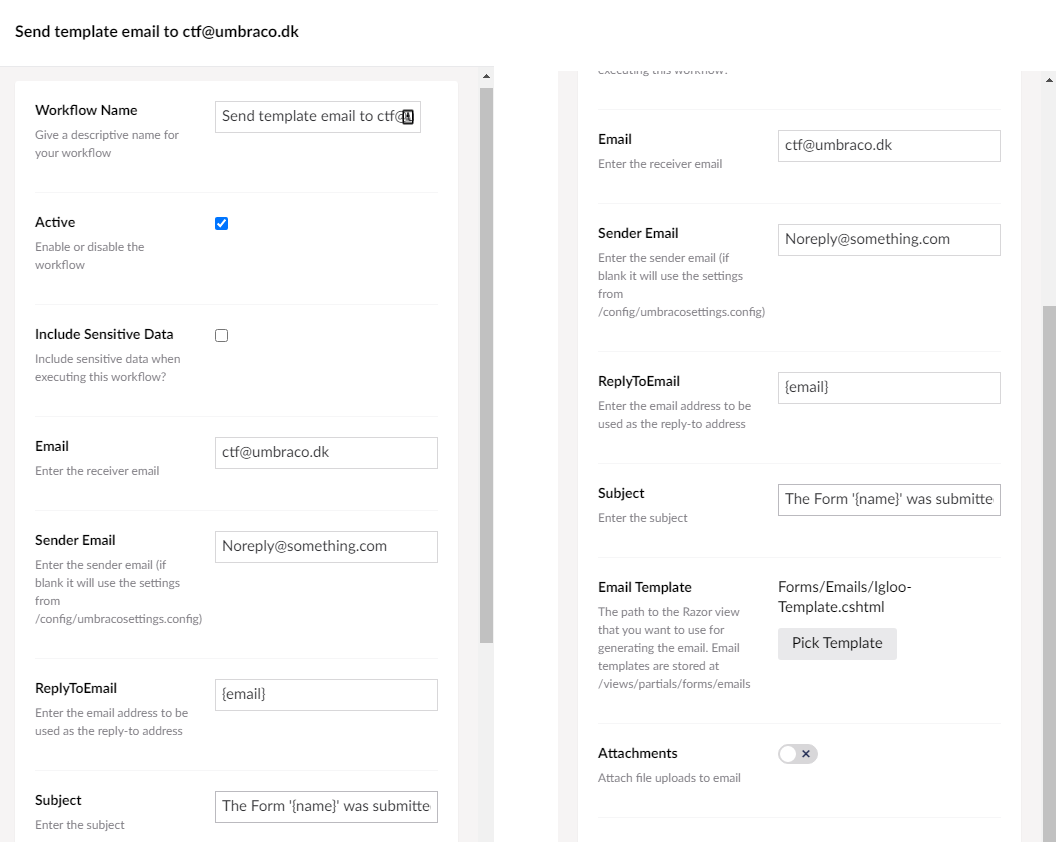 Send template email to ctf@umbraco.dk
Workflow Name
Give a descriptive name for
your workflow
Send template email to ctf@
Active
Enable or disable the
workflow
Include Sensitive Data
Include sensitive data when
executing this workflow?
Email
Enter the receiver email
ctf@umbraco.dk
Sender Email
Enter the sender email (if
blank it will use the settings
from
/config/umbracosettings.config)
Noreply@something.com
ReplyToEmail
Enter the email address to be
used as the reply-to address
{email}
Subject
Enter the subject
The Form '{name}' was submitte
executing this workflow?
Email
Enter the receiver email
ctf@umbraco.dk
Sender Email
Enter the sender email (if
blank it will use the settings
from
/config/umbracosettings.config)
Noreply@something.com
ReplyToEmail
Enter the email address to be
used as the reply-to address
{email}
Subject
Enter the subject
The Form '{name}' was submitte
Email Template
The path to the Razor view
that you want to use for
generating the email. Email
templates are stored at
/views/partials/forms/emails
Forms/Emails/Igloo-
Template.cshtml
Pick Template
Attachments
Attach file uploads to email